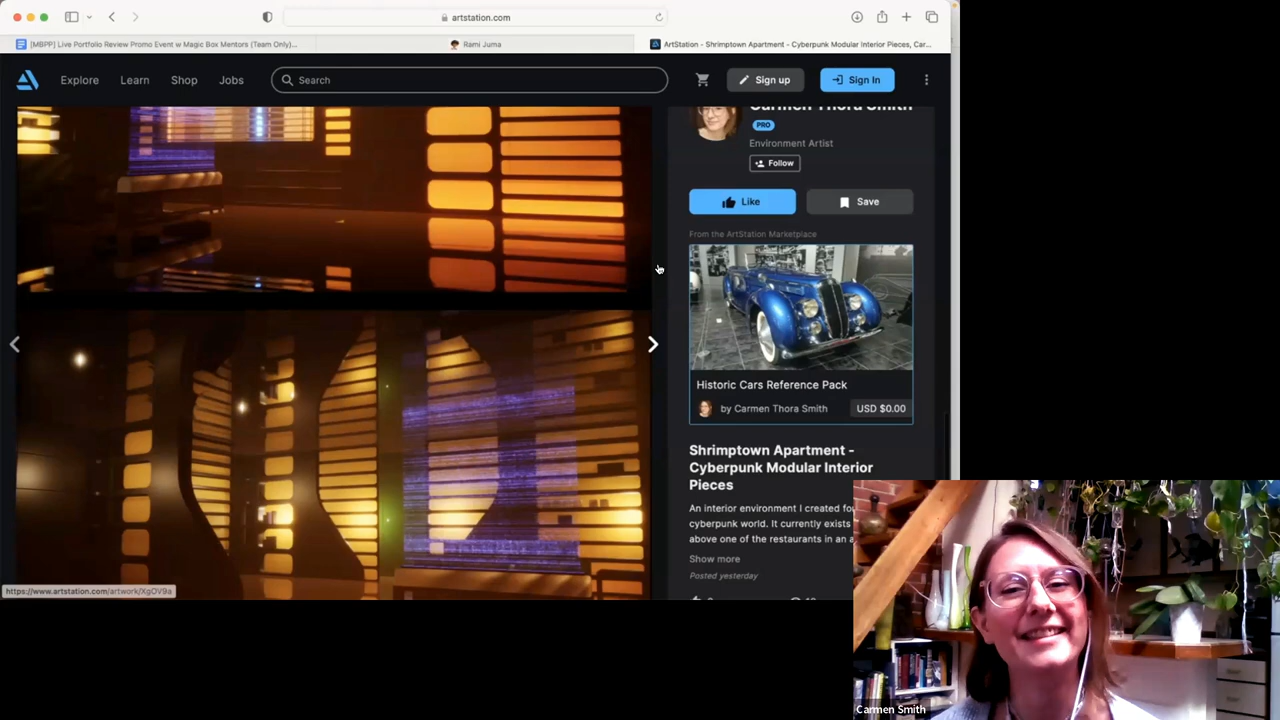 artstation.com
[MBPP] Live Portfolio Review Promo Event w Magic Box Mentors (Team Only)...
Rami Juma
ArtStation - Shrimptown Apartment - Cyberpunk Modular Interior Pieces, Car...
Explore
Learn
Shop
Jobs
Search
Sign up
Sign In
Carmen Thora Smith
PRO
Environment Artist
Follow
Like
Save
From the ArtStation Marketplace
Historic Cars Reference Pack
by Carmen Thora Smith
USD $0.00
Shrimptown Apartment -
Cyberpunk Modular Interior
Pieces
An interior environment I created fo
cyberpunk world. It currently exists
above one of the restaurants in an a
Show more
Posted yesterday
https://www.artstation.com/artwork/XgOV9a
Carmen Smith